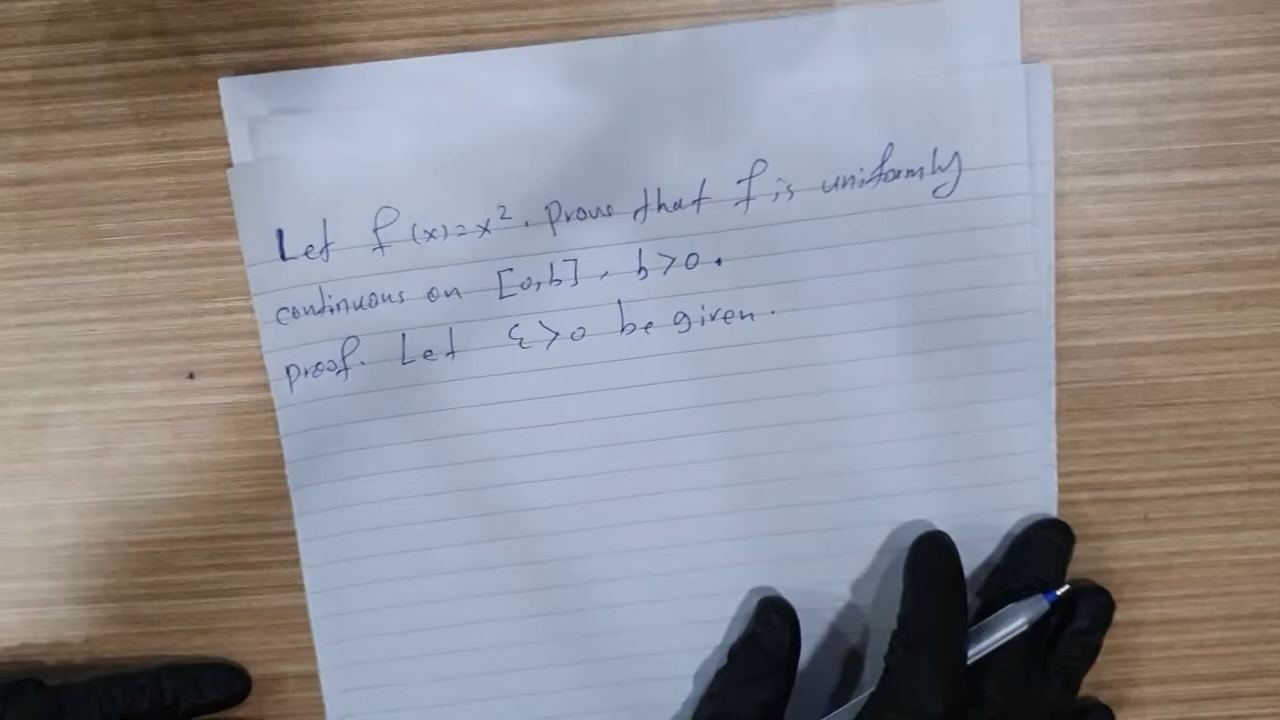 Let f(x)=x². Prove that f is uniformly
continuous on [0,b], b>0.
proof. Let ε>0 be given.